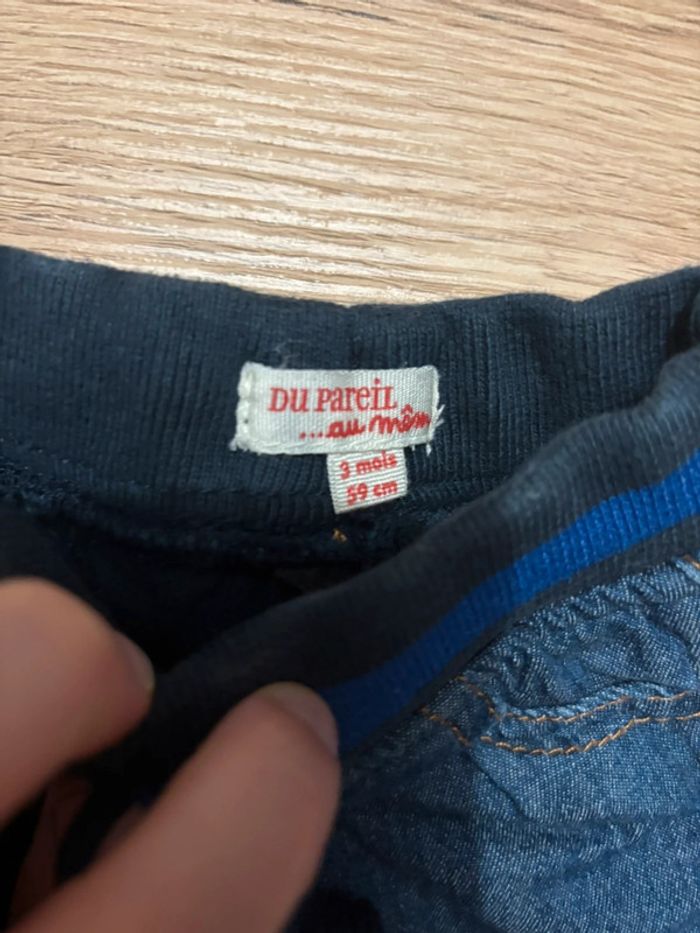 DU PareiL
...au mêm
3 mois
59 cm